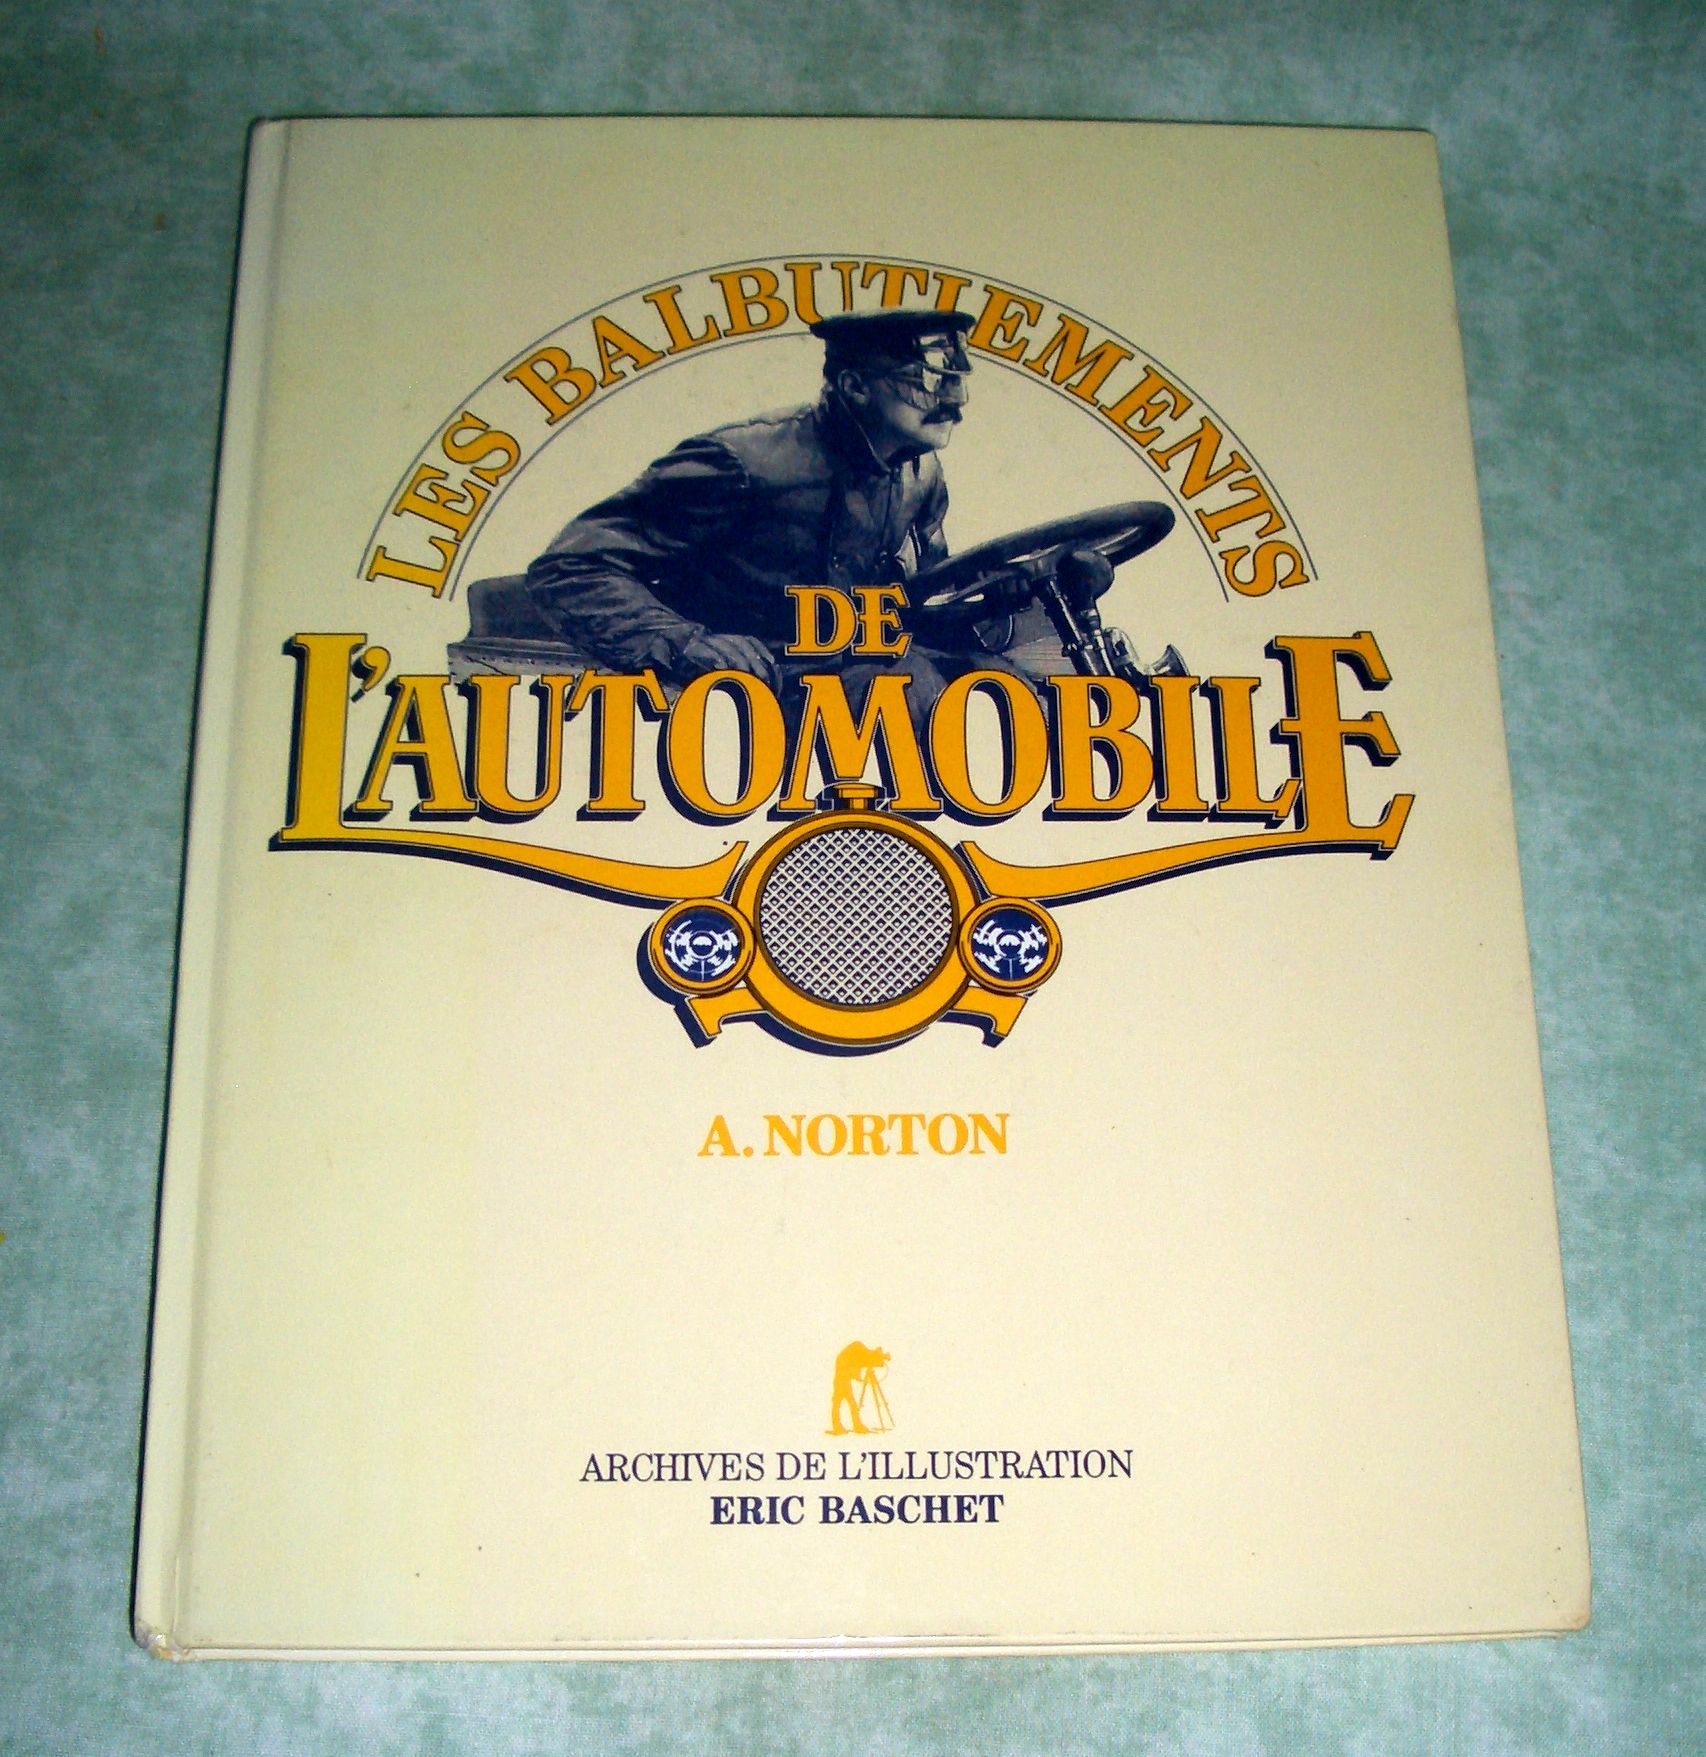 LES BALBUTIEMENTS
DE
L'AUTOMOBILE
A. NORTON
ARCHIVES DE L'ILLUSTRATION
ERIC BASCHET